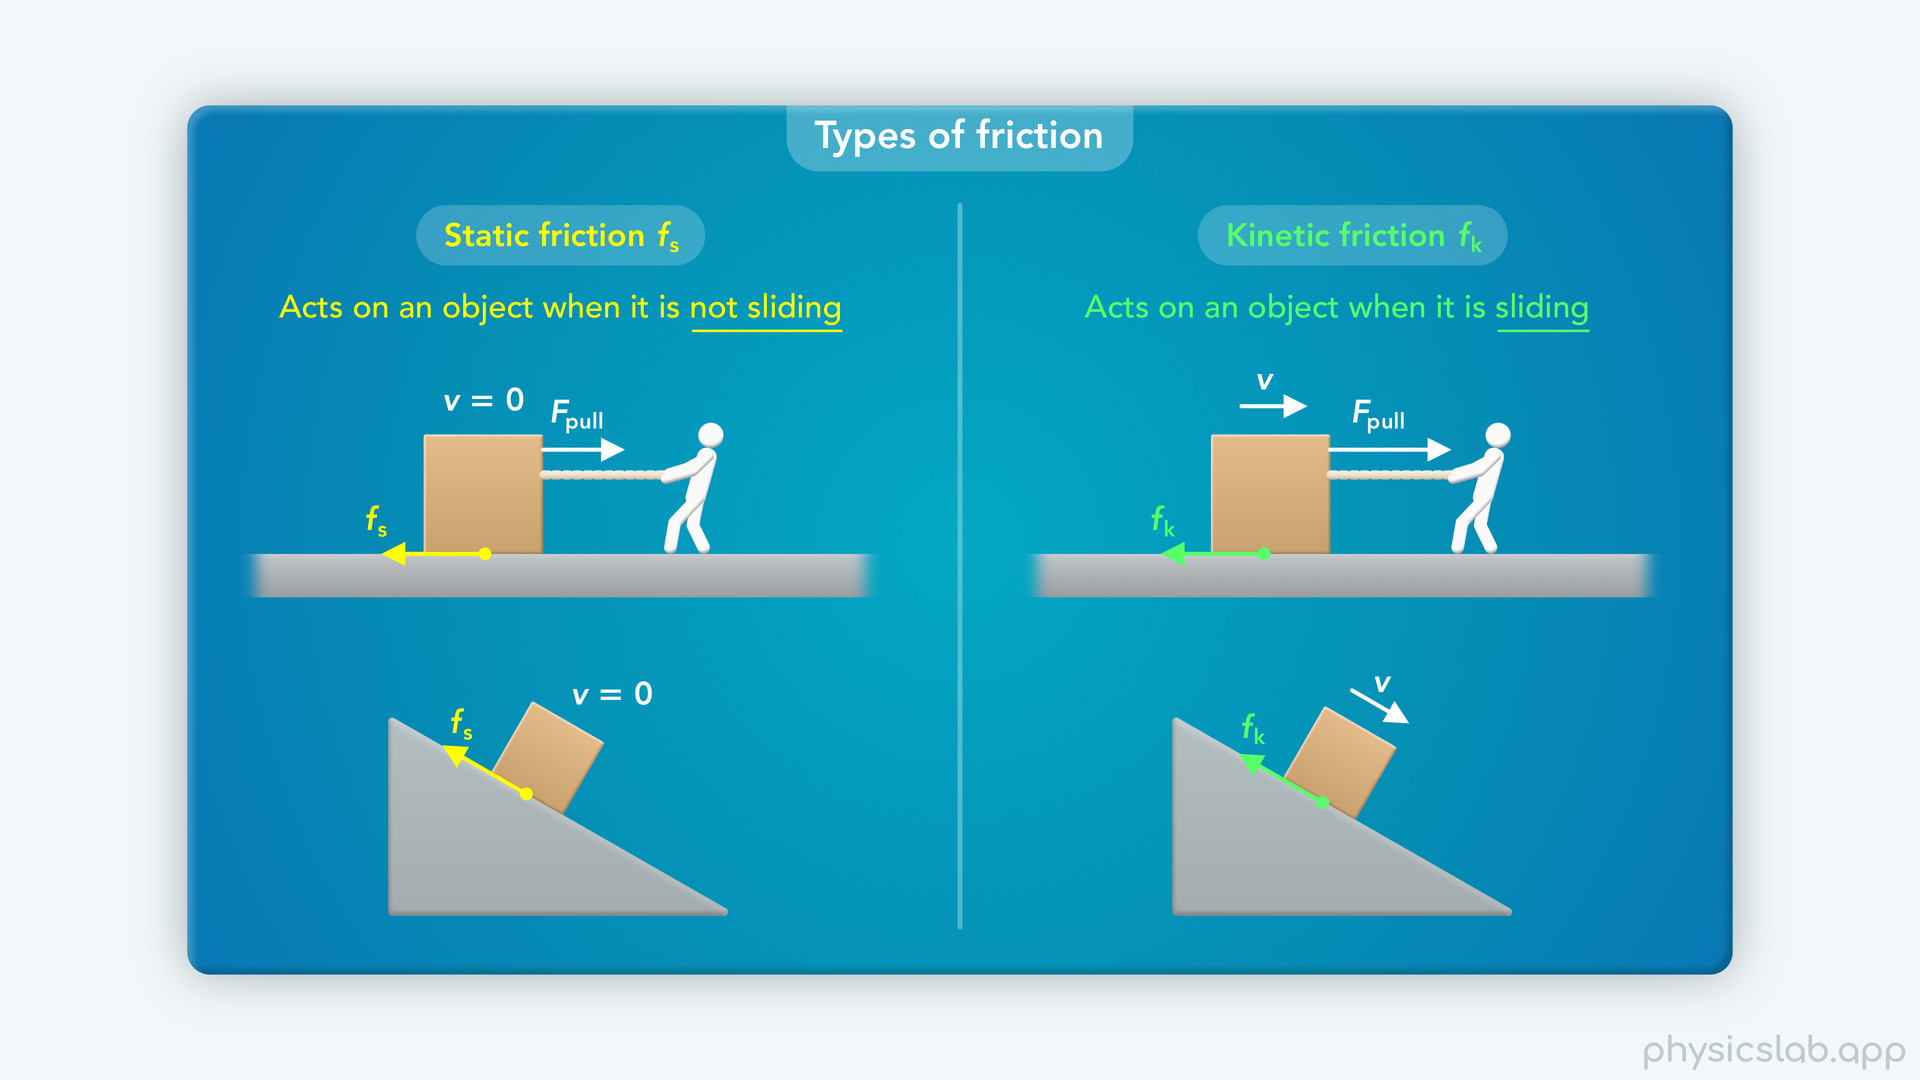 Types of friction
Static friction fs
Acts on an object when it is not sliding
v = 0
Fpull
fs
v = 0
fs
Kinetic friction fk
Acts on an object when it is sliding
v
Fpull
fk
v
fk
physicslab.app